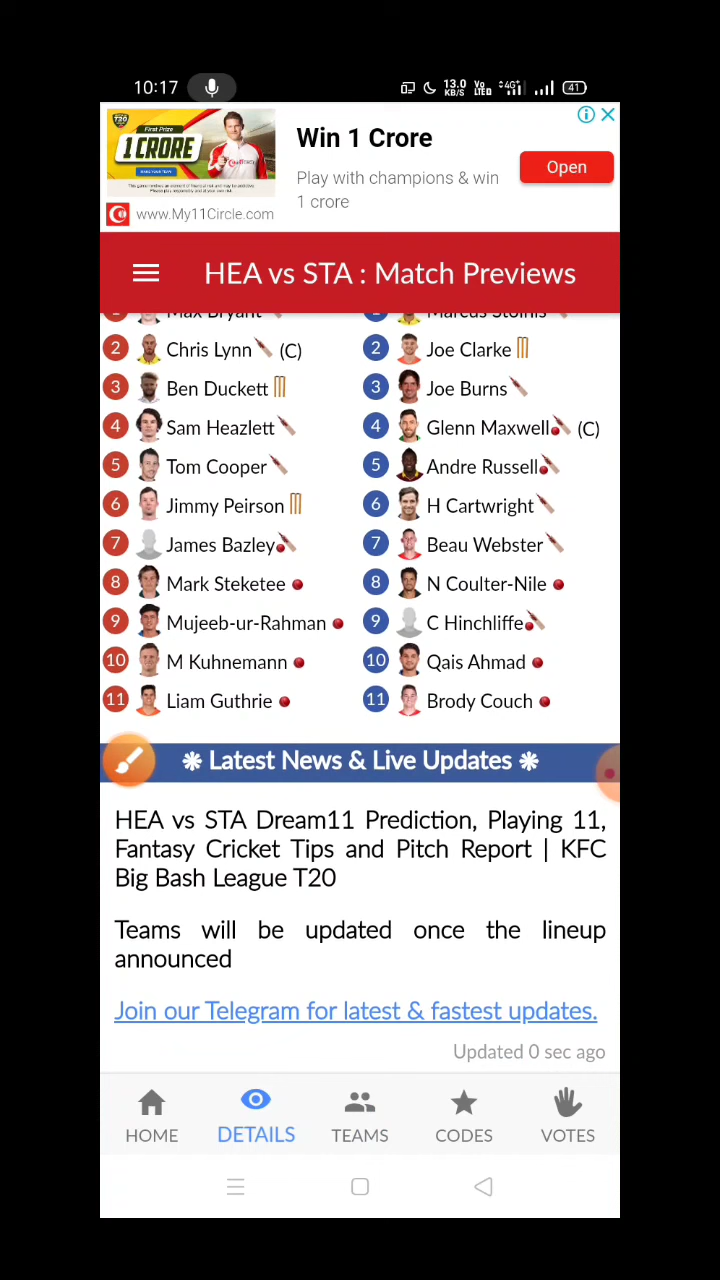 10:17 13.0 KB/S Vo LTED 4G+ 41
First Prize
1 CRORE
Win 1 Crore
Play with champions & win
1 crore
Open
www.My11Circle.com
HEA vs STA : Match Previews
1 Max Bryant 1 Marcus Stoinis
2 Chris Lynn (C) 2 Joe Clarke
3 Ben Duckett 3 Joe Burns
4 Sam Heazlett 4 Glenn Maxwell (C)
5 Tom Cooper 5 Andre Russell
6 Jimmy Peirson 6 H Cartwright
7 James Bazley 7 Beau Webster
8 Mark Steketee 8 N Coulter-Nile
9 Mujeeb-ur-Rahman 9 C Hinchliffe
10 M Kuhnemann 10 Qais Ahmad
11 Liam Guthrie 11 Brody Couch
❋ Latest News & Live Updates ❋
HEA vs STA Dream11 Prediction, Playing 11,
Fantasy Cricket Tips and Pitch Report | KFC
Big Bash League T20
Teams will be updated once the lineup
announced
Join our Telegram for latest & fastest updates.
Updated 0 sec ago
HOME DETAILS TEAMS CODES VOTES